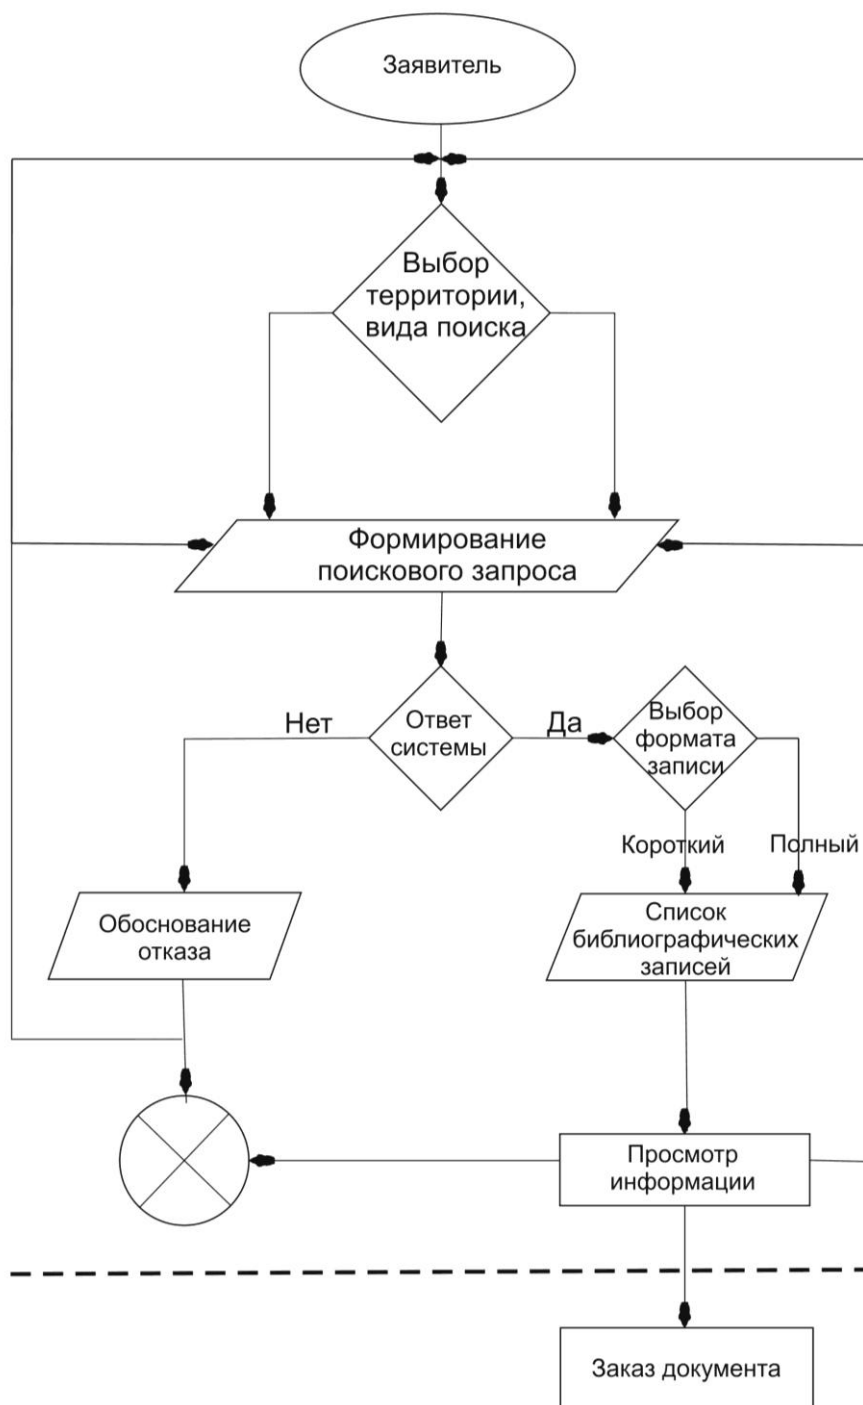 Заявитель
Выбор
территории,
вида поиска
Формирование
поискового запроса
Нет
Ответ
системы
Да
Выбор
формата
записи
Короткий
Полный
Обоснование
отказа
Список
библиографических
записей
Просмотр
информации
Заказ документа